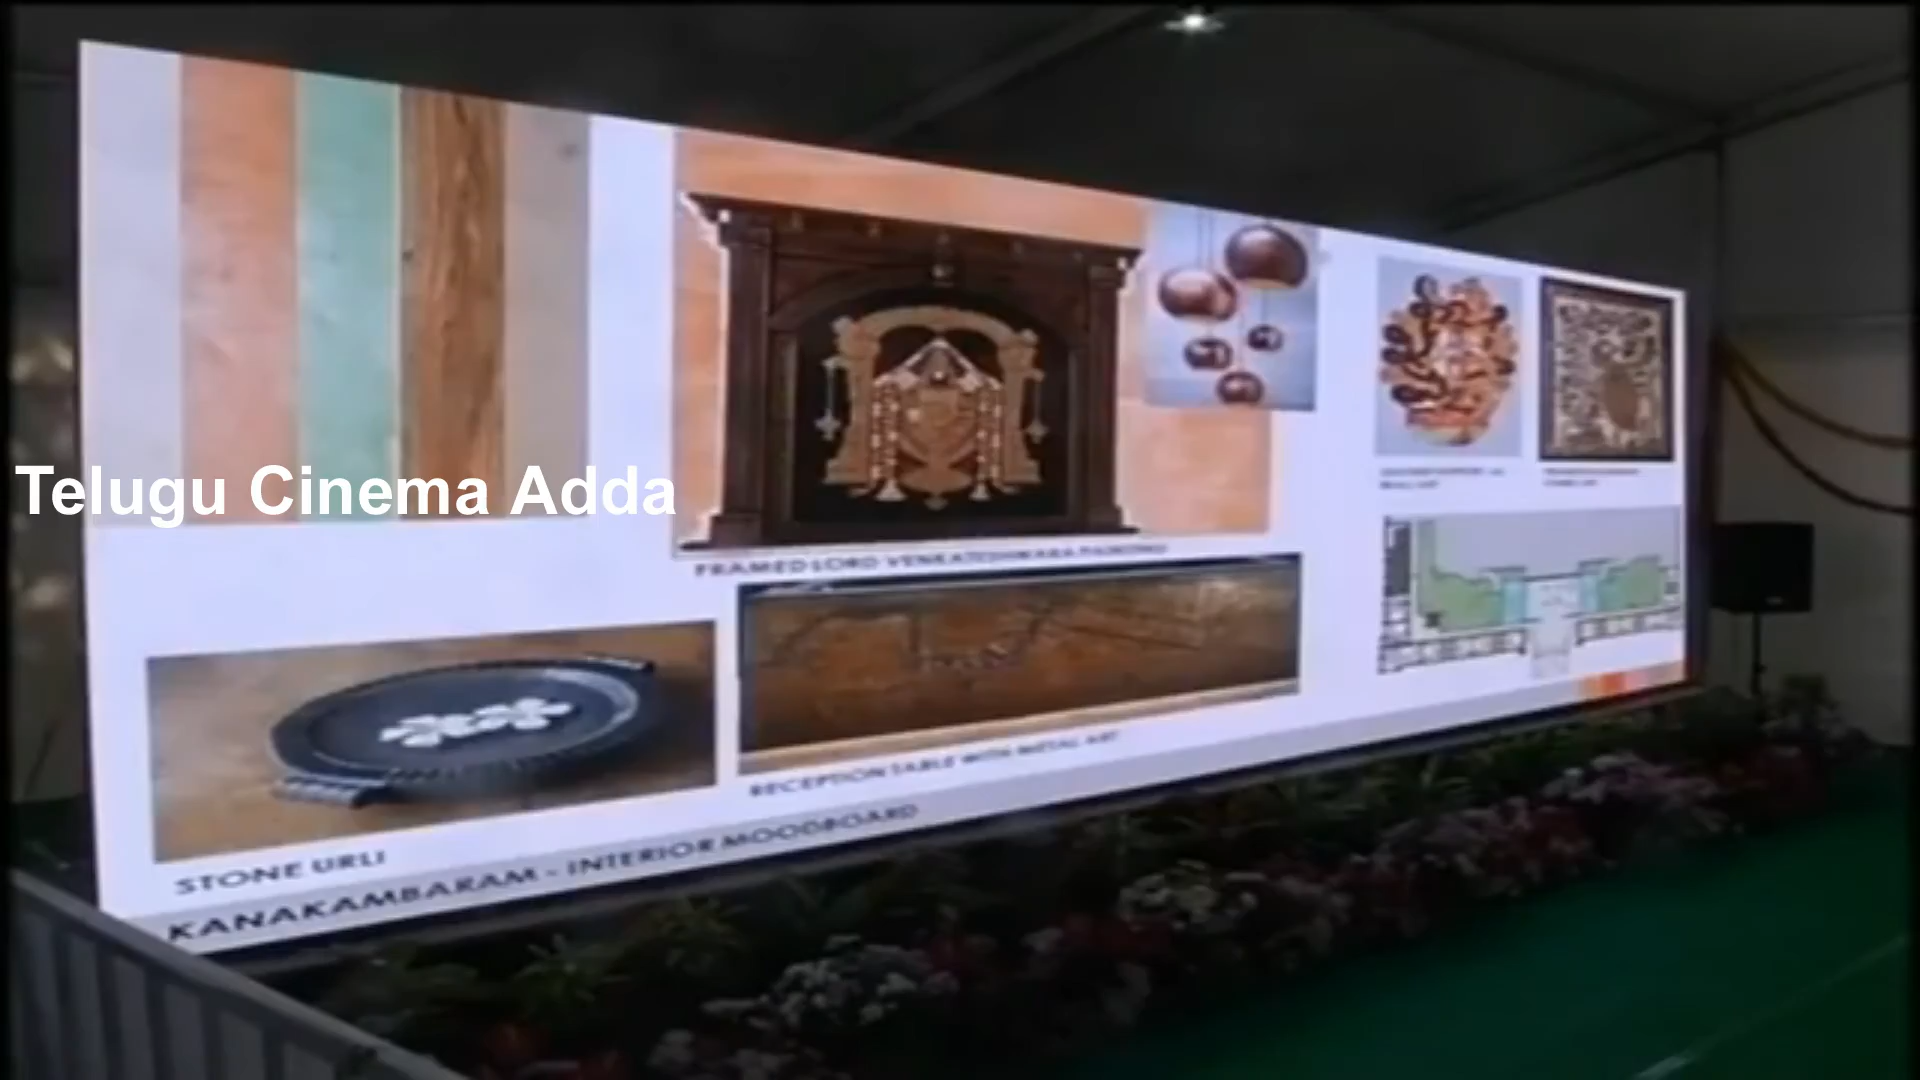 Telugu Cinema Adda
FRAMED LORD VENKATESHWARA PAINTING
RECEPTION TABLE WITH METAL ART
STONE URLI
KANAKAMBARAM - INTERIOR MOODBOARD